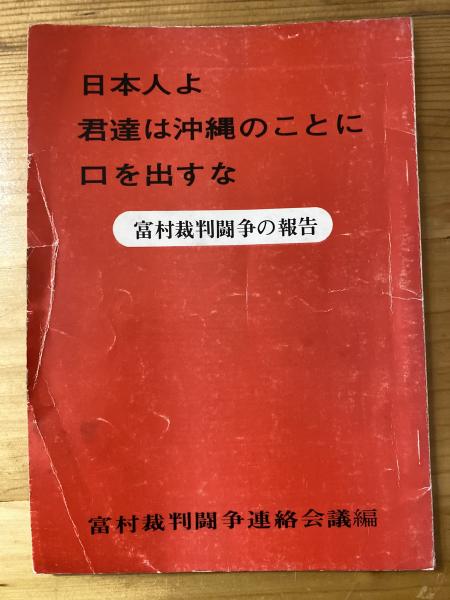 日本人よ
君達は沖縄のことに
口を出すな
富村裁判闘争の報告
富村裁判闘争連絡会議編